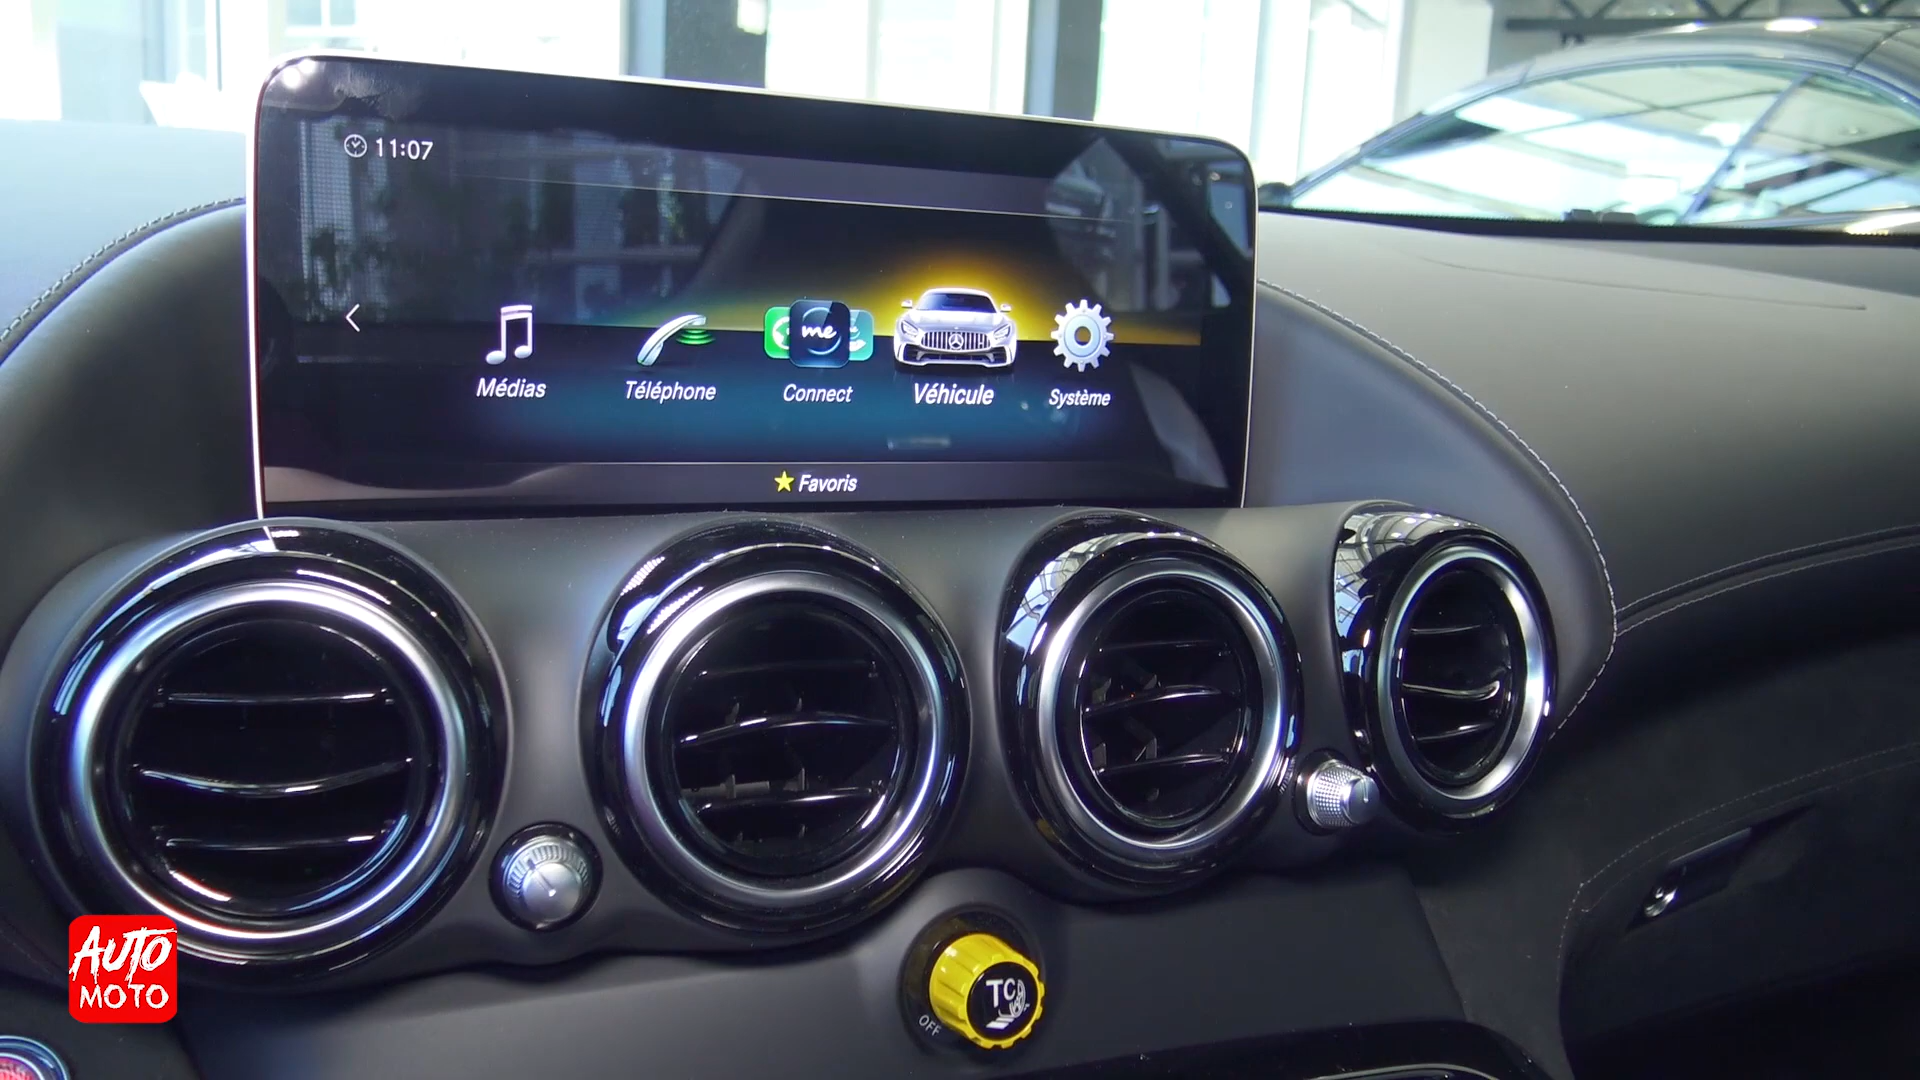 11:07
Médias
Téléphone
me
Connect
Véhicule
Système
Favoris
TC
OFF
AUTO
MOTO